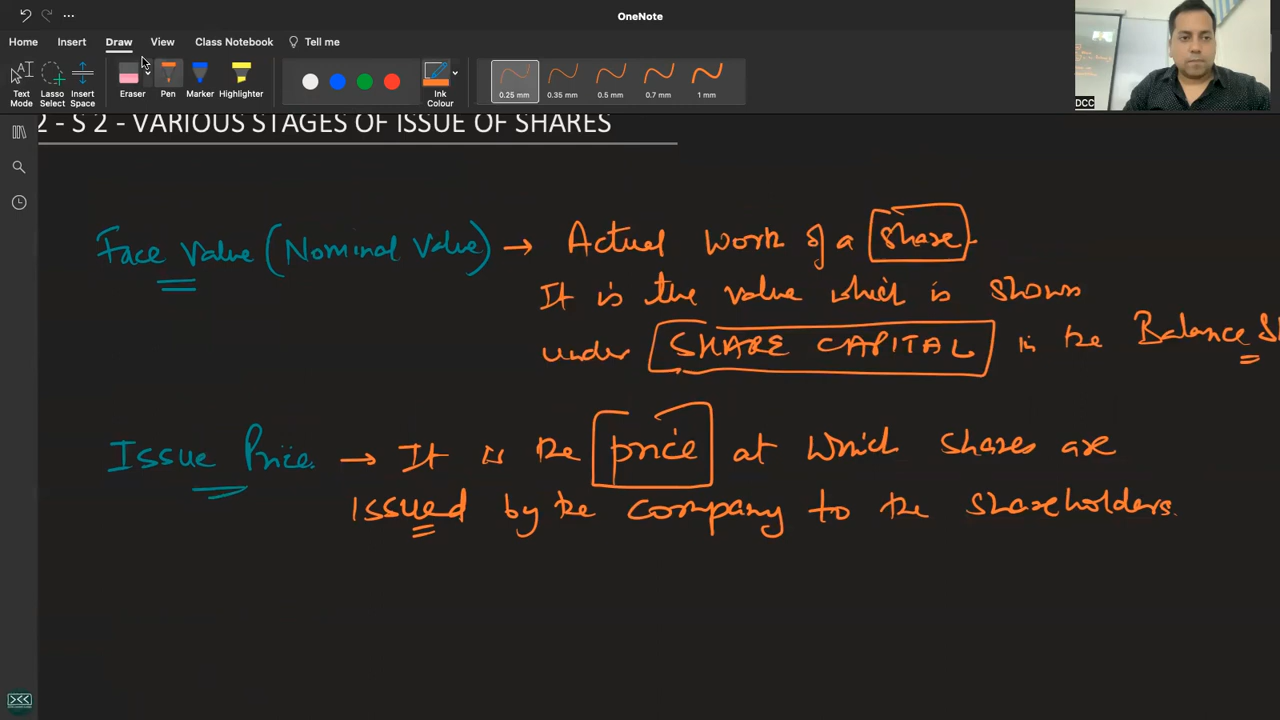 OneNote
Home Insert Draw View Class Notebook Tell me
Text Mode Lasso Select Insert Space Eraser Pen Marker Highlighter Ink Colour 0.25 mm 0.35 mm 0.5 mm 0.7 mm 1 mm
DCC
2 - S 2 - VARIOUS STAGES OF ISSUE OF SHARES
Face Value (Nominal Value) → Actual work of a share.
It is the value which is shown
under SHARE CAPITAL in the Balance S
Issue Price. → It is the price at which shares are
issued by the company to the shareholders.